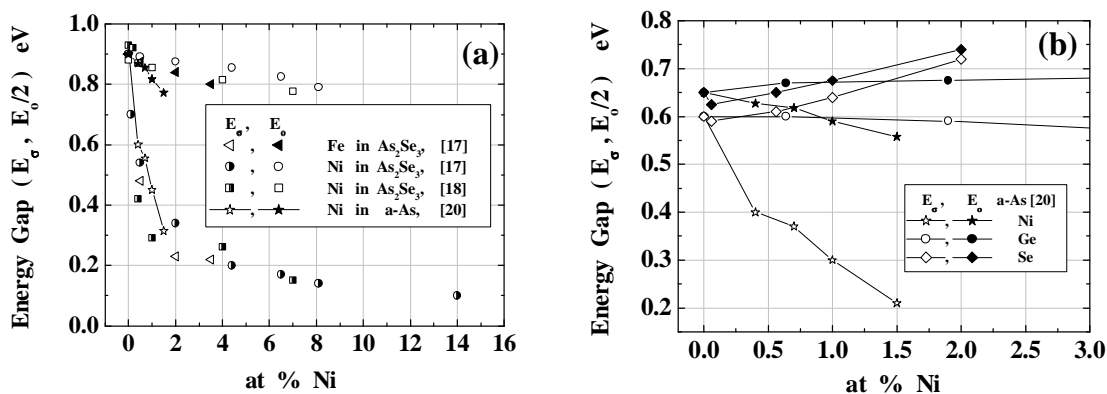 (a)
Energy Gap ( Eσ , Eo/2 ) eV
1.0
0.8
0.6
0.4
0.2
0.0
Eσ , Eo
, Fe in As2Se3, [17]
, Ni in As2Se3, [17]
, Ni in As2Se3, [18]
, Ni in a-As, [20]
0 2 4 6 8 10 12 14 16
at % Ni
(b)
Energy Gap ( Eσ , Eo/2 ) eV
0.8
0.7
0.6
0.5
0.4
0.3
0.2
Eσ, Eo a-As [20]
, Ni
, Ge
, Se
0.0 0.5 1.0 1.5 2.0 2.5 3.0
at % Ni